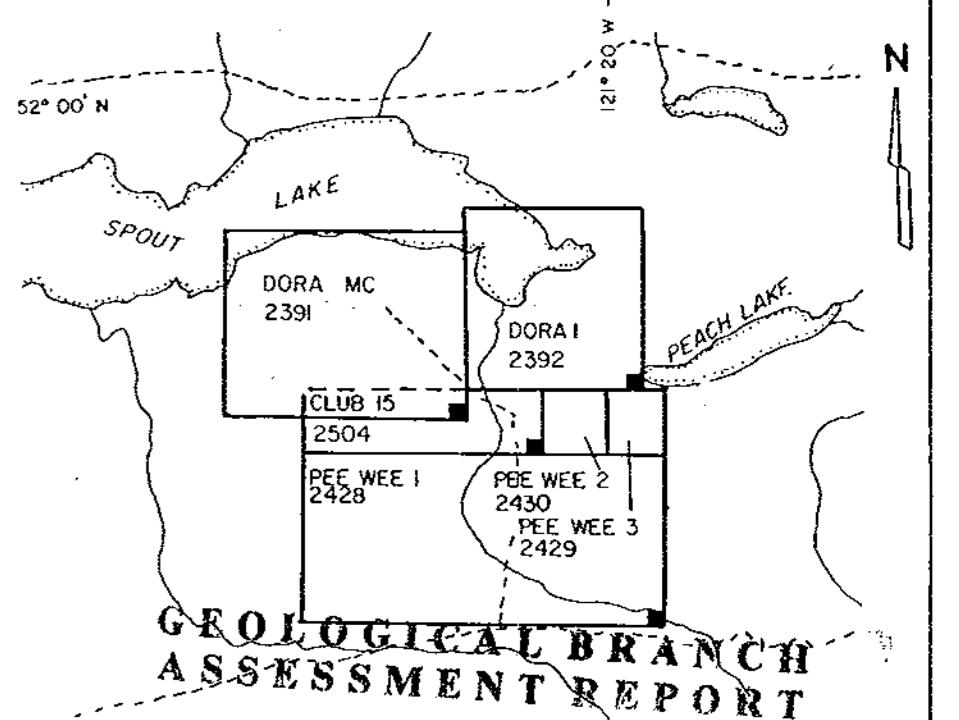 N
121° 20 W
52° 00' N
LAKE
SPOUT
DORA MC
2391
DORA 1
2392
PEACH LAKE.
CLUB 15
2504
PEE WEE 1
2428
PEE WEE 2
2430
PEE WEE 3
2429
GEOLOGICAL BRANCH
ASSESSMENT REPORT